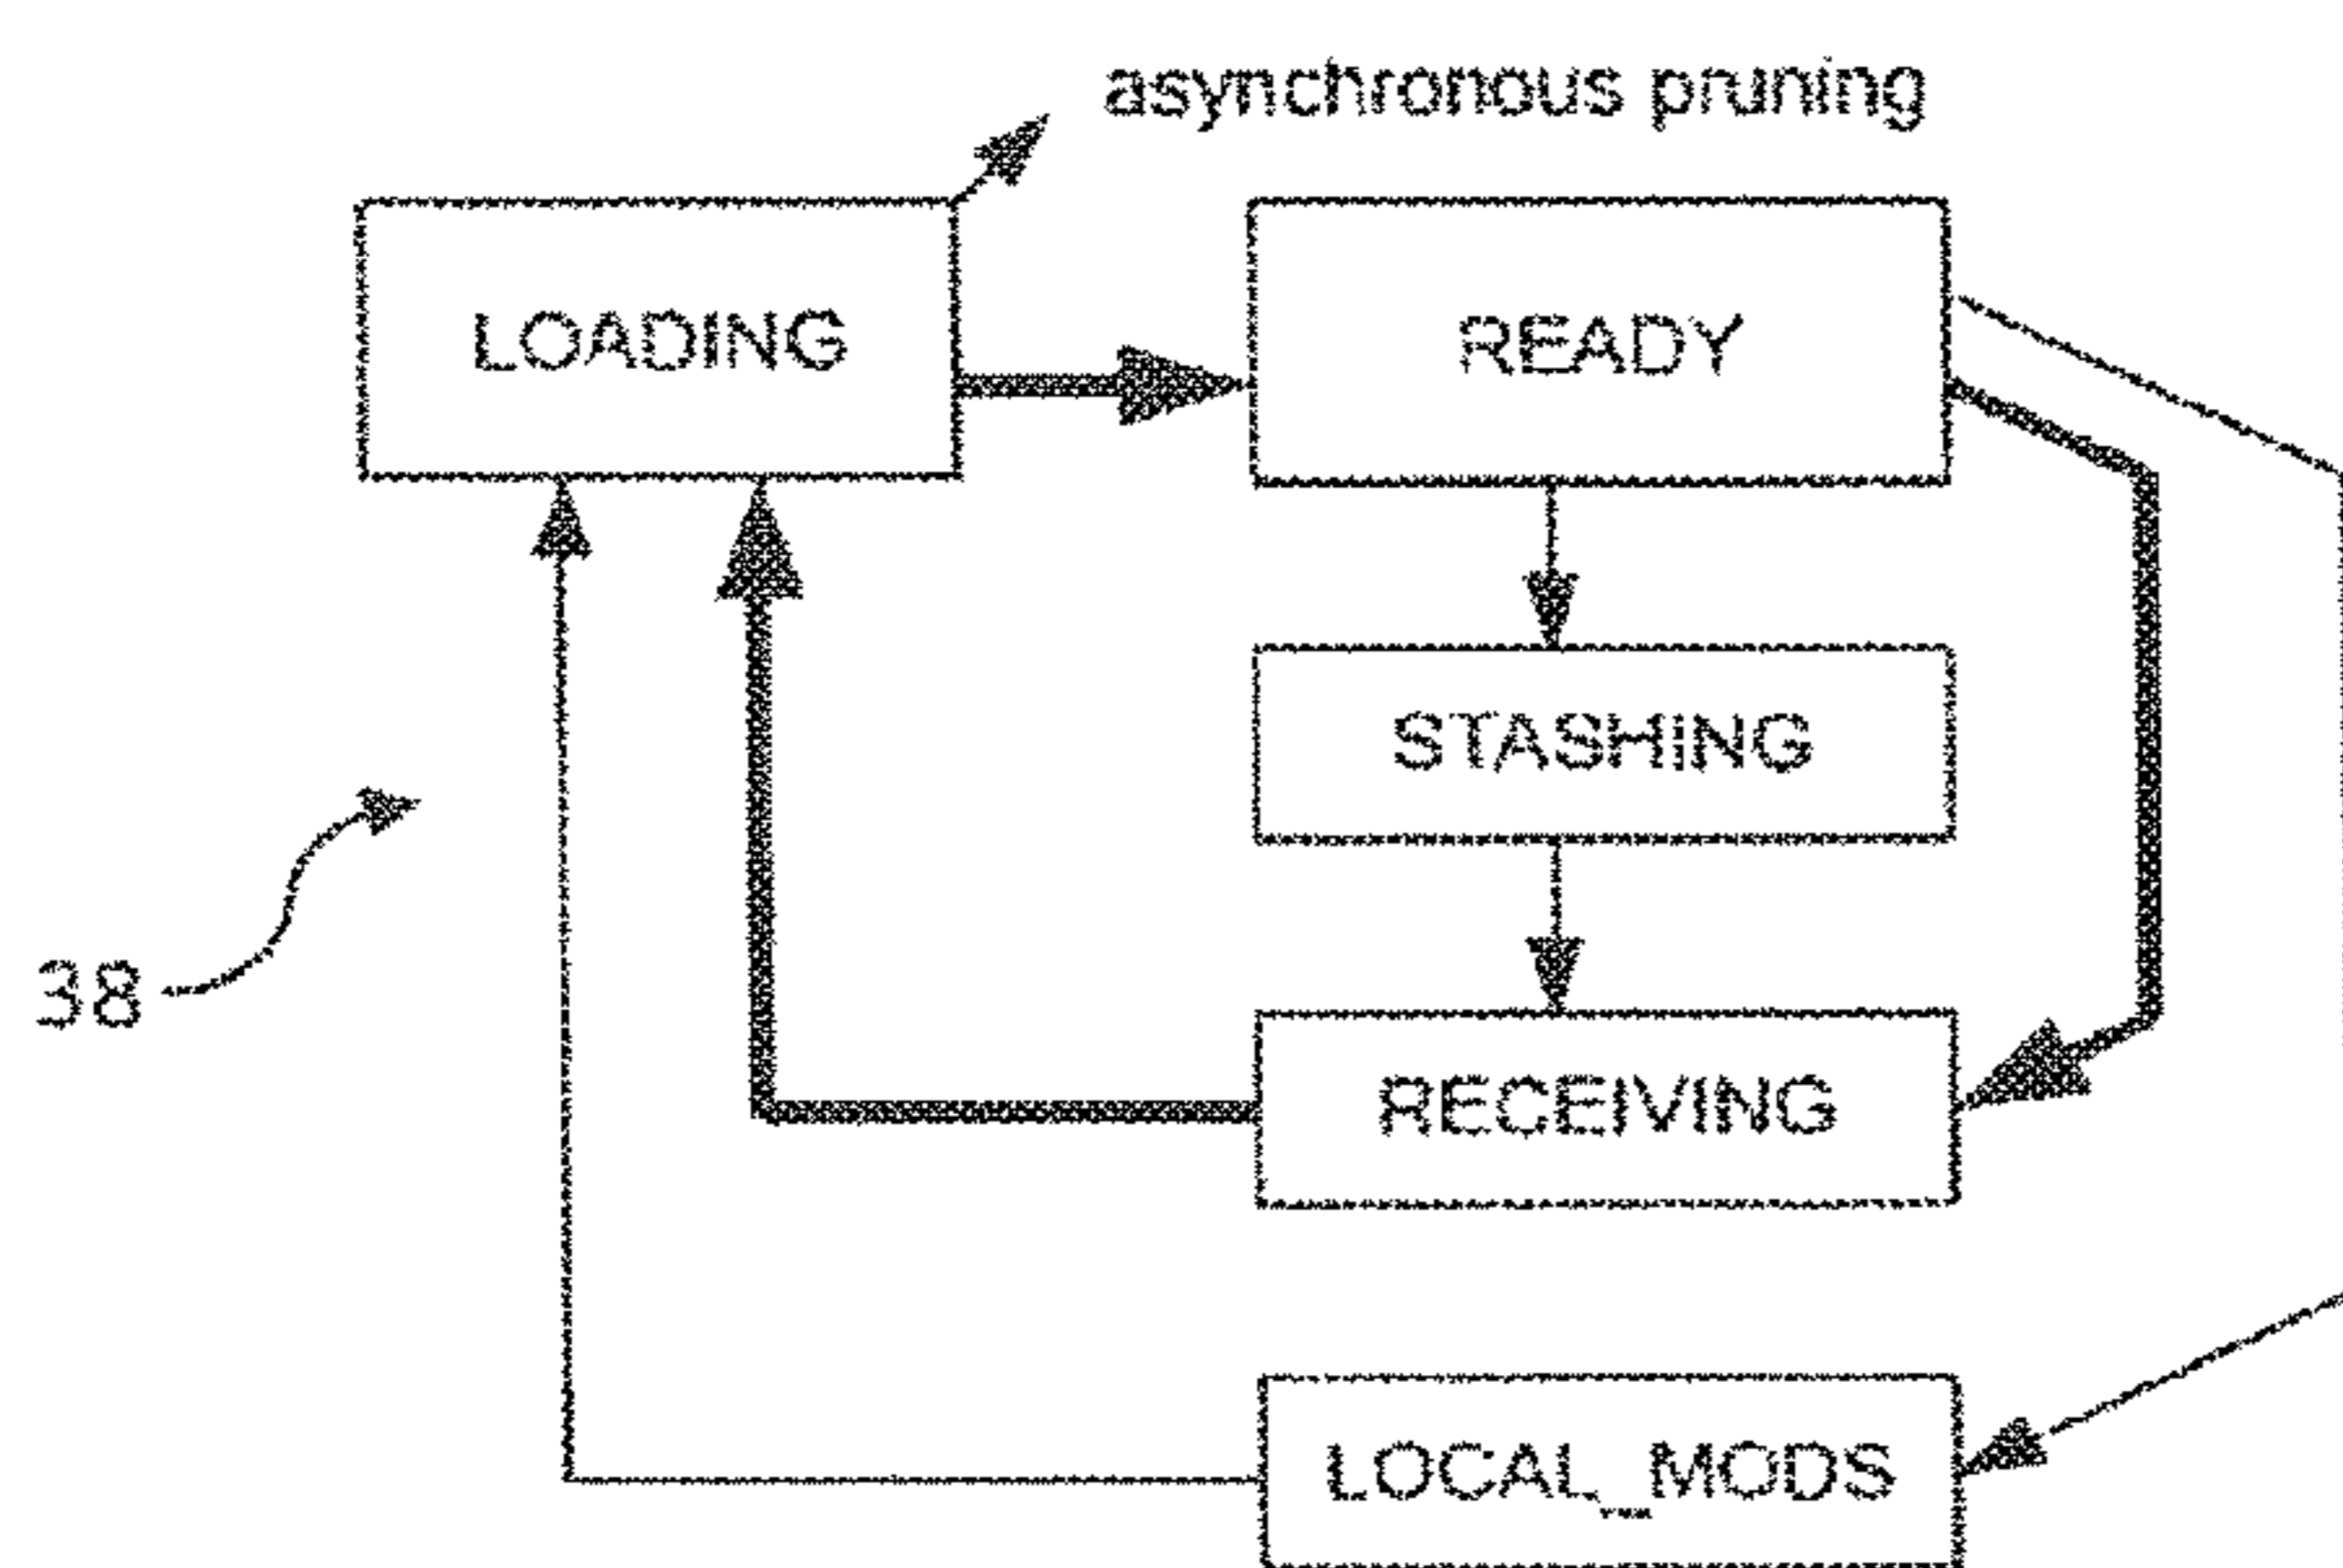 asynchronous pruning
LOADING
READY
STASHING
38
RECEIVING
LOCAL_MODS